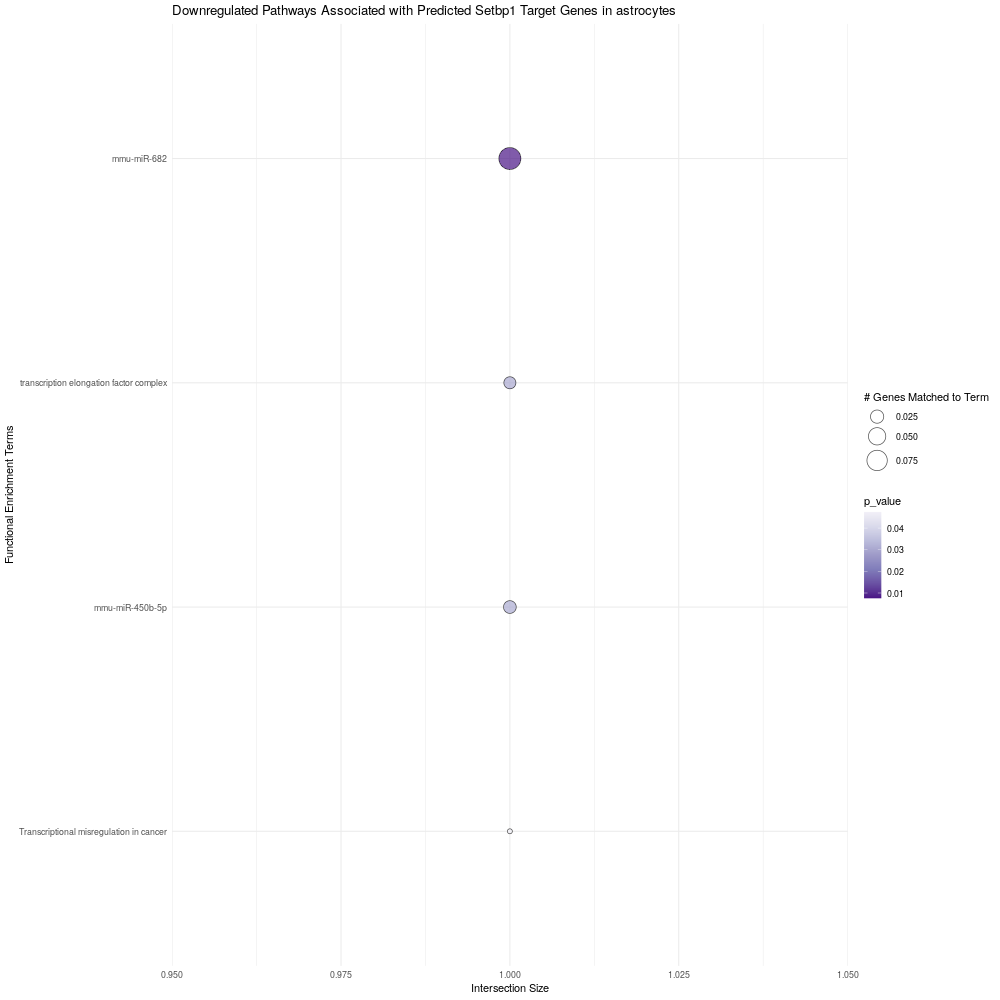 Downregulated Pathways Associated with Predicted Setbp1 Target Genes in astrocytes
Functional Enrichment Terms
mmu-miR-682
transcription elongation factor complex
mmu-miR-450b-5p
Transcriptional misregulation in cancer
0.950
0.975
1.000
1.025
1.050
Intersection Size
# Genes Matched to Term
0.025
0.050
0.075
p_value
0.04
0.03
0.02
0.01